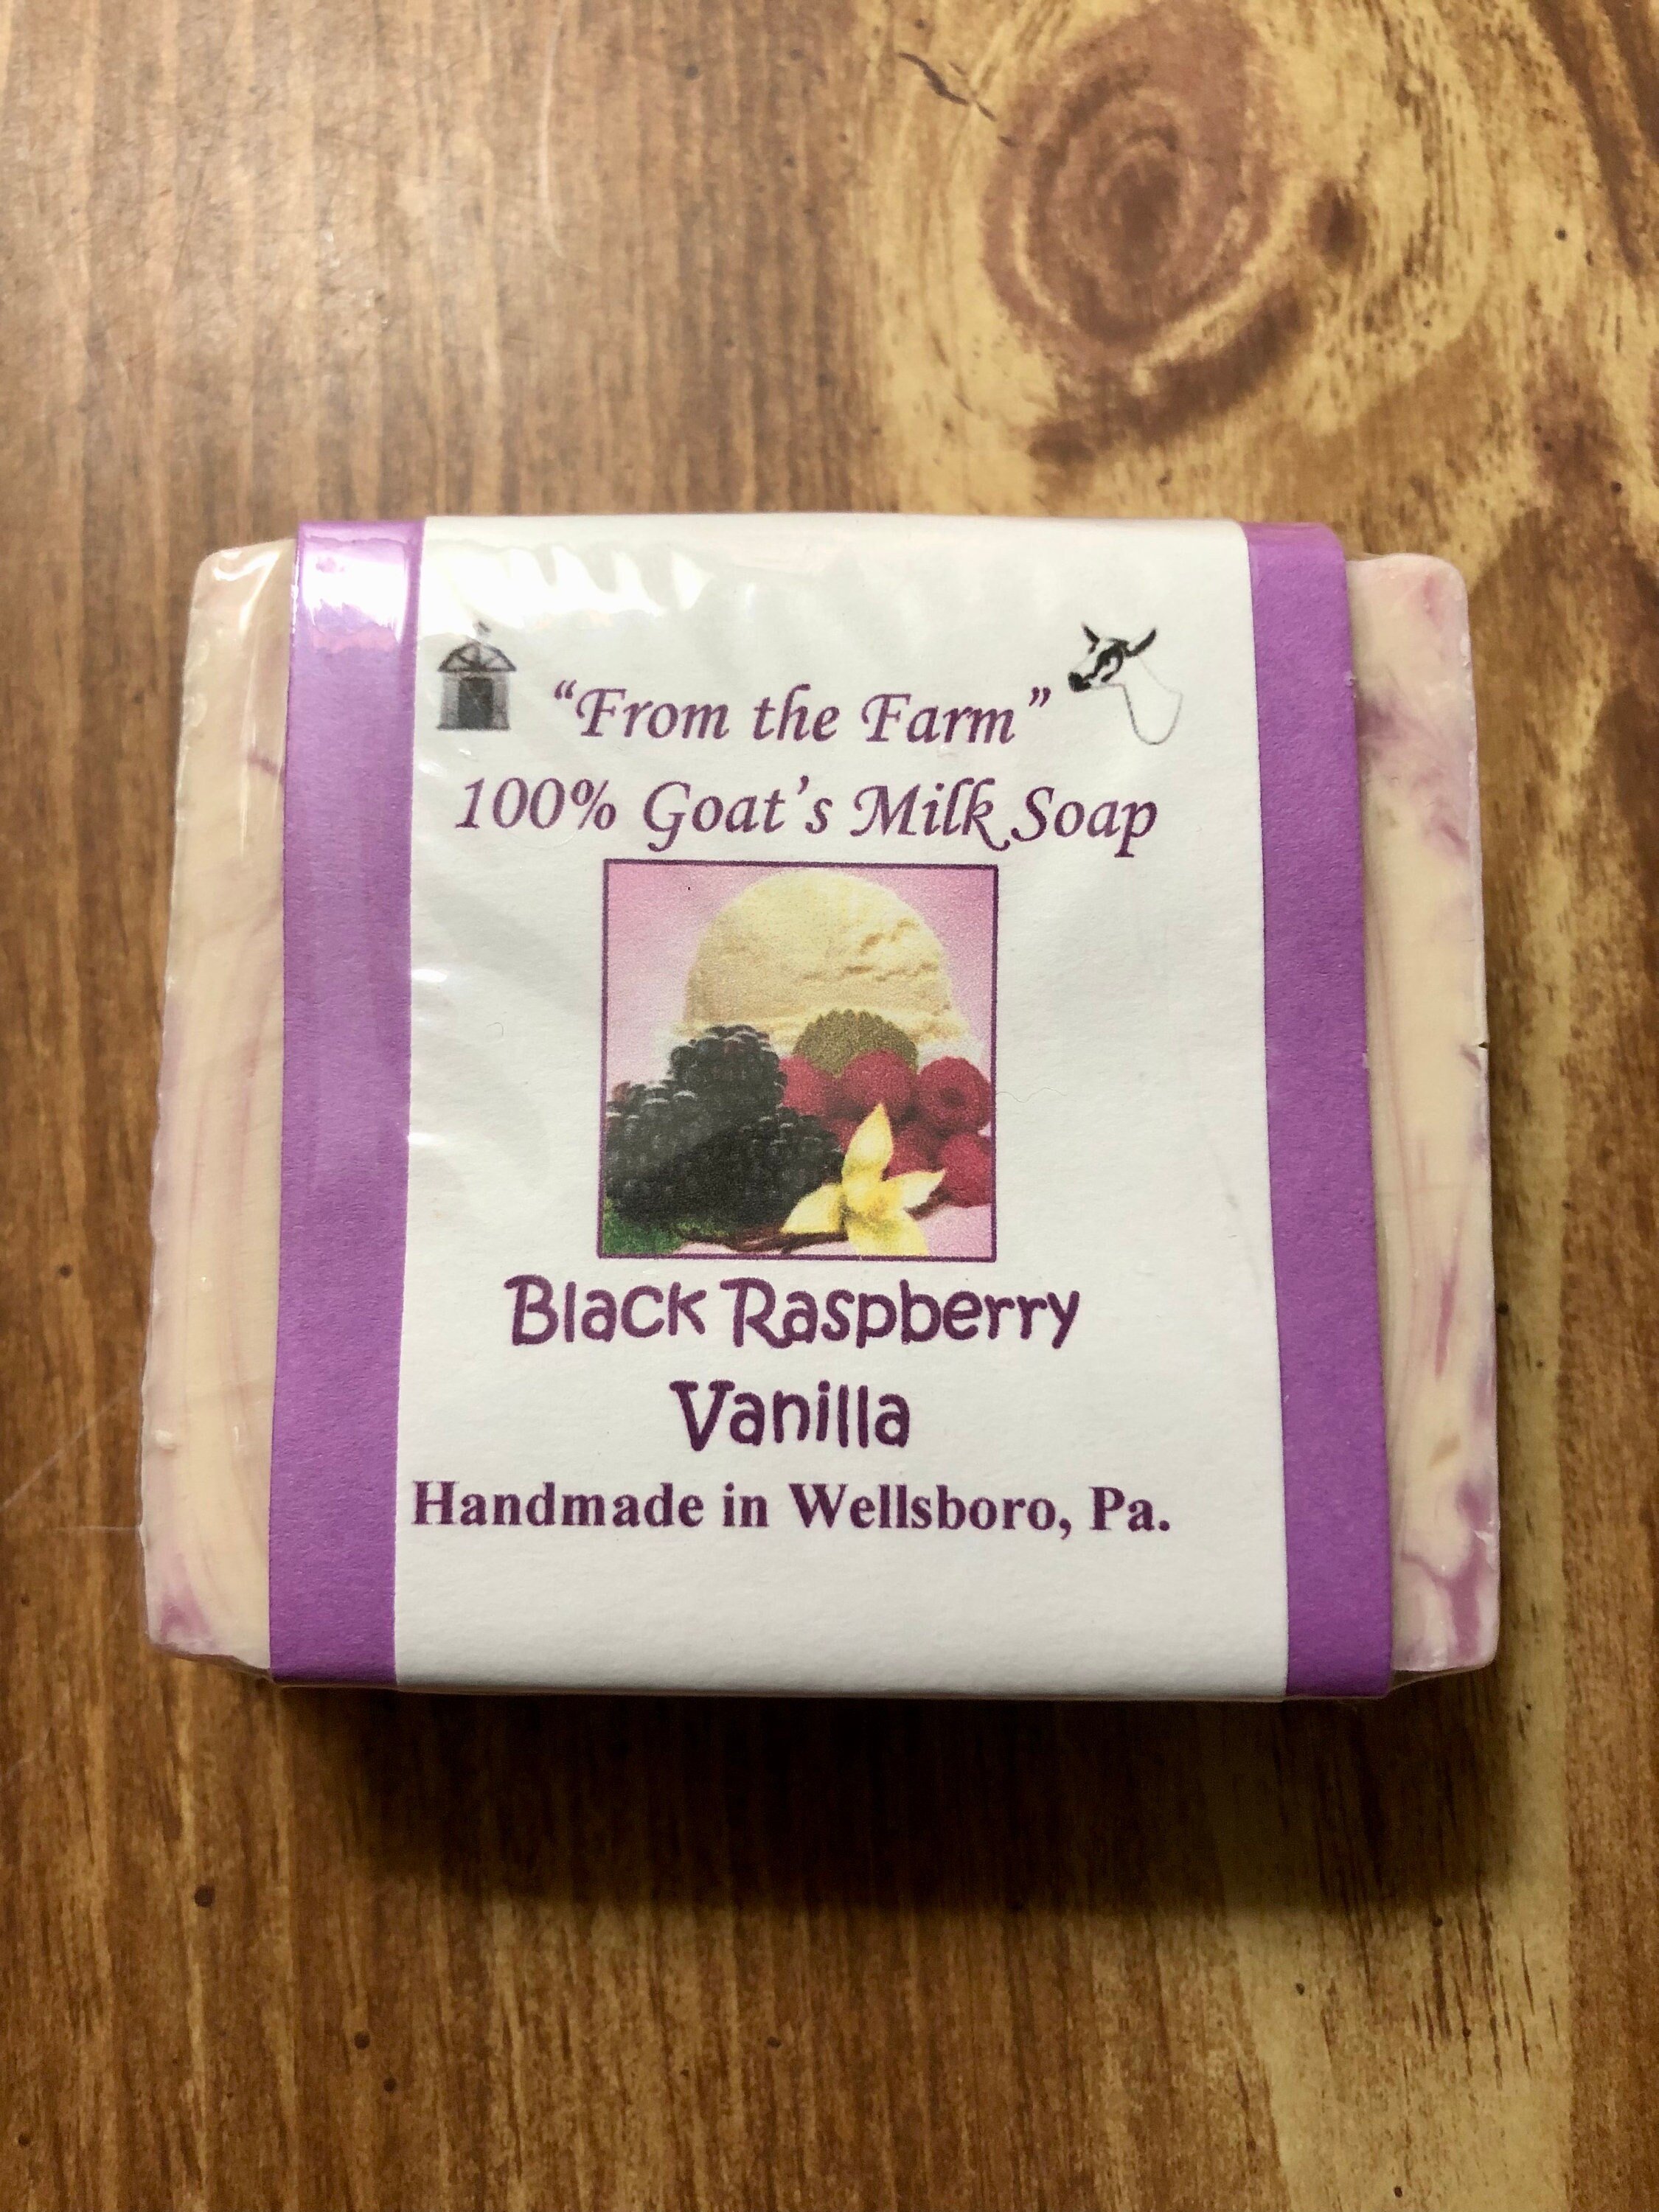 “From the Farm”
100% Goat’s Milk Soap
Black Raspberry
Vanilla
Handmade in Wellsboro, Pa.